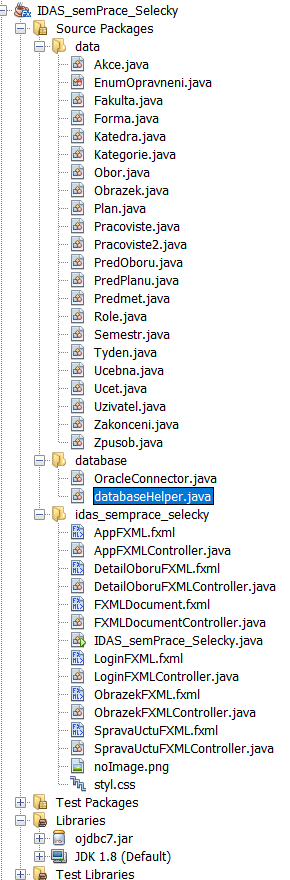 IDAS_semPrace_Selecky
Source Packages
data
Akce.java
EnumOpravneni.java
Fakulta.java
Forma.java
Katedra.java
Kategorie.java
Obor.java
Obrazek.java
Plan.java
Pracoviste.java
Pracoviste2.java
PredOboru.java
PredPlanu.java
Predmet.java
Role.java
Semestr.java
Tyden.java
Ucebna.java
Ucet.java
Uzivatel.java
Zakonceni.java
Zpusob.java
database
OracleConnector.java
databaseHelper.java
idas_semprace_selecky
AppFXML.fxml
AppFXMLController.java
DetailOboruFXML.fxml
DetailOboruFXMLController.java
FXMLDocument.fxml
FXMLDocumentController.java
IDAS_semPrace_Selecky.java
LoginFXML.fxml
LoginFXMLController.java
ObrazekFXML.fxml
ObrazekFXMLController.java
SpravaUctuFXML.fxml
SpravaUctuFXMLController.java
noImage.png
styl.css
Test Packages
Libraries
ojdbc7.jar
JDK 1.8 (Default)
Test Libraries